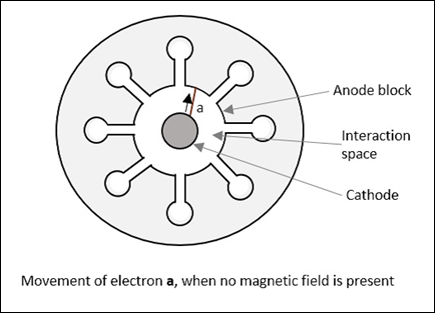 a
Anode block
Interaction
space
Cathode
Movement of electron a, when no magnetic field is present